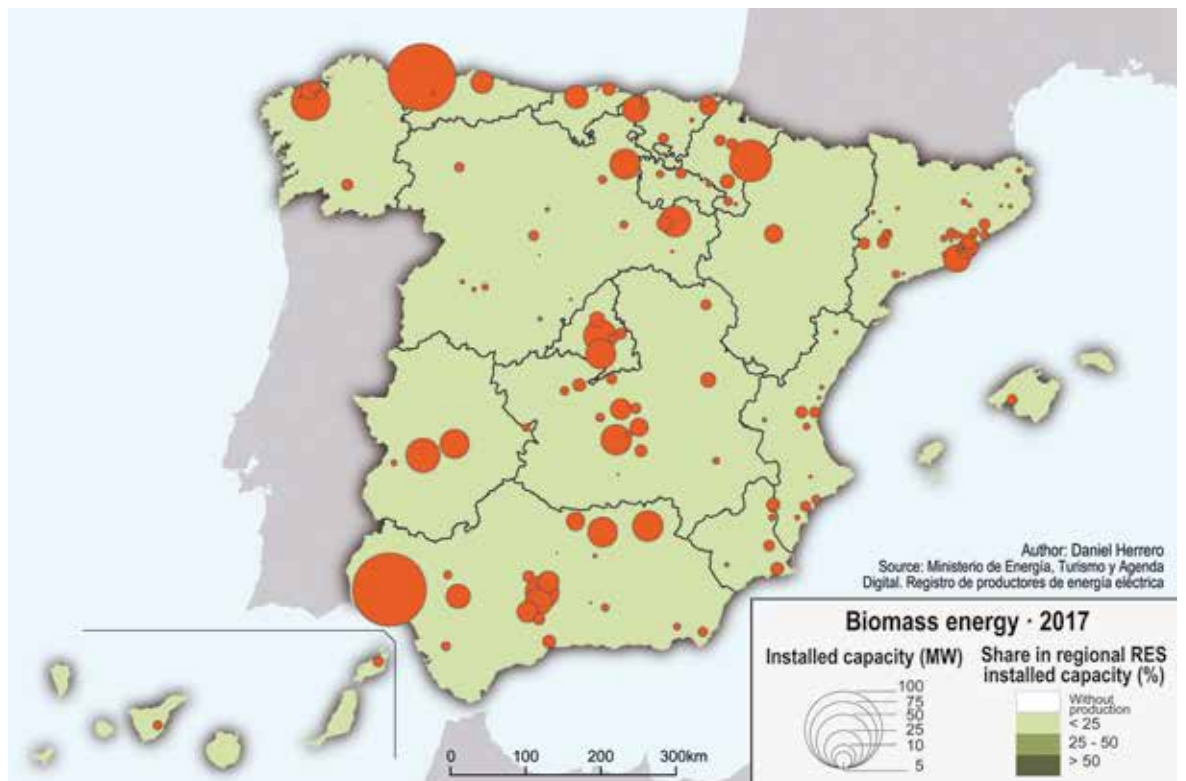 Author: Daniel Herrero
Source: Ministerio de Energía, Turismo y Agenda
Digital. Registro de productores de energía eléctrica
Biomass energy · 2017
Installed capacity (MW)
100
75
50
25
10
5
Share in regional RES
installed capacity (%)
Without
production
< 25
25 - 50
> 50
0 100 200 300km